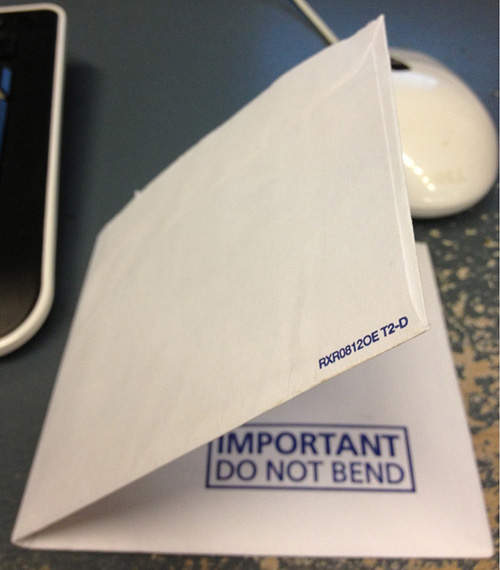 RXR0812OE T2-D
IMPORTANT
DO NOT BEND